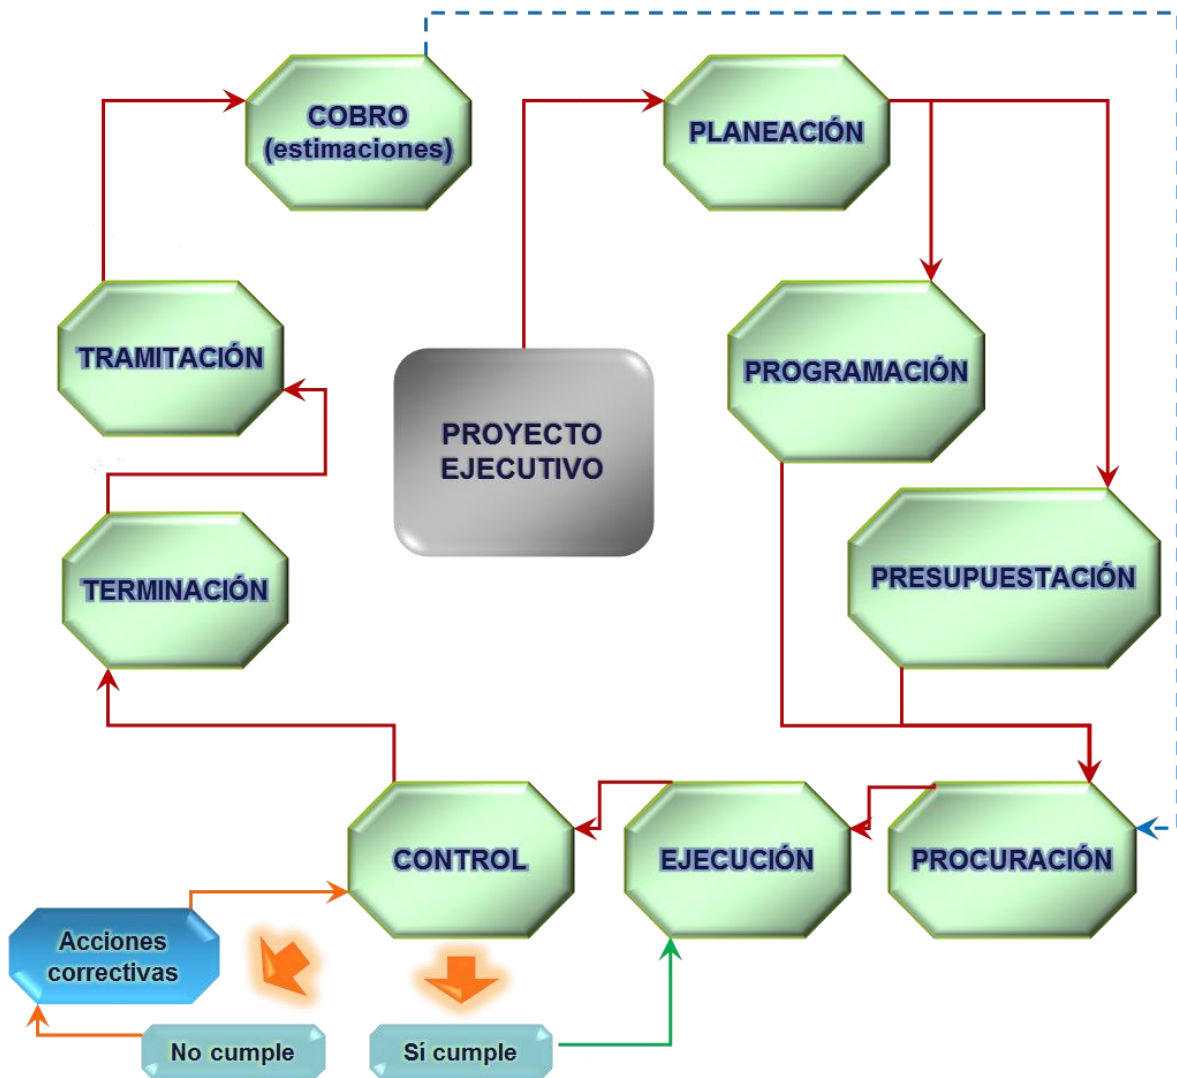 COBRO
(estimaciones)
PLANEACIÓN
TRAMITACIÓN
PROGRAMACIÓN
PROYECTO
EJECUTIVO
TERMINACIÓN
PRESUPUESTACIÓN
CONTROL
EJECUCIÓN
PROCURACIÓN
Acciones
correctivas
No cumple
Sí cumple